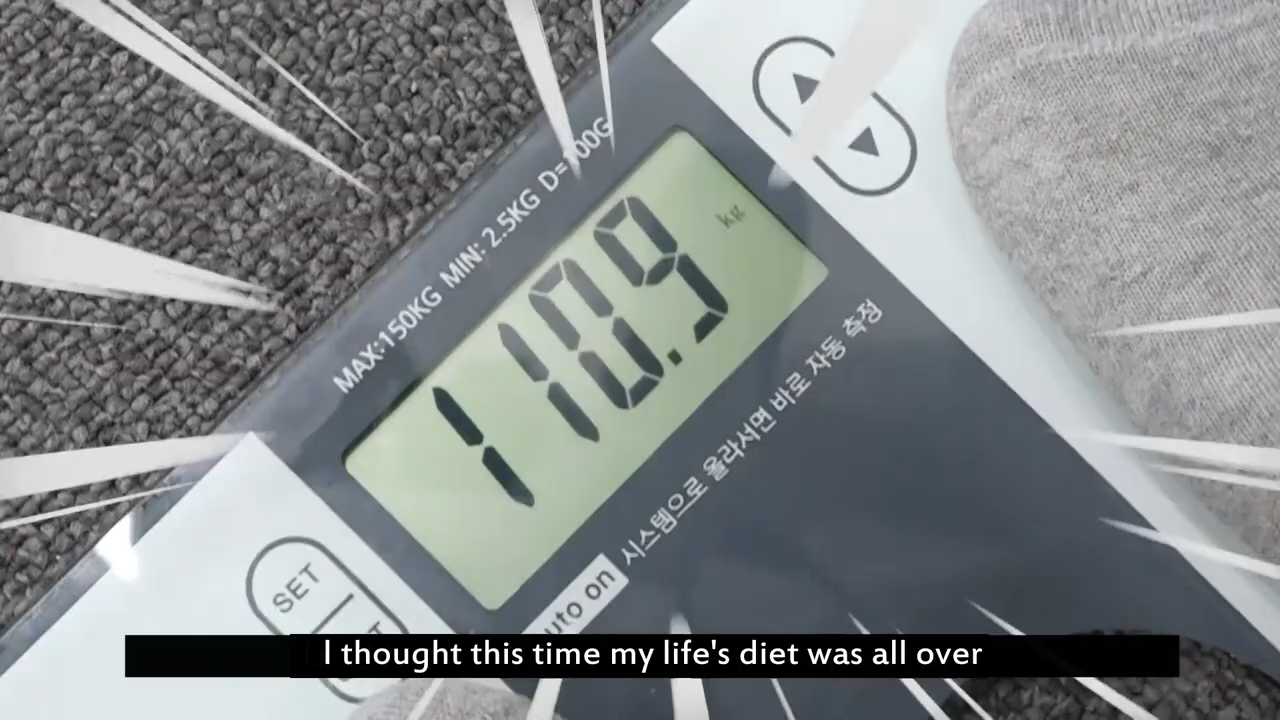 MAX:150KG MIN: 2.5KG D=100G
110.9 kg
시스템으로 올라서면 바로 자동 측정
uto on
SET
I thought this time my life's diet was all over